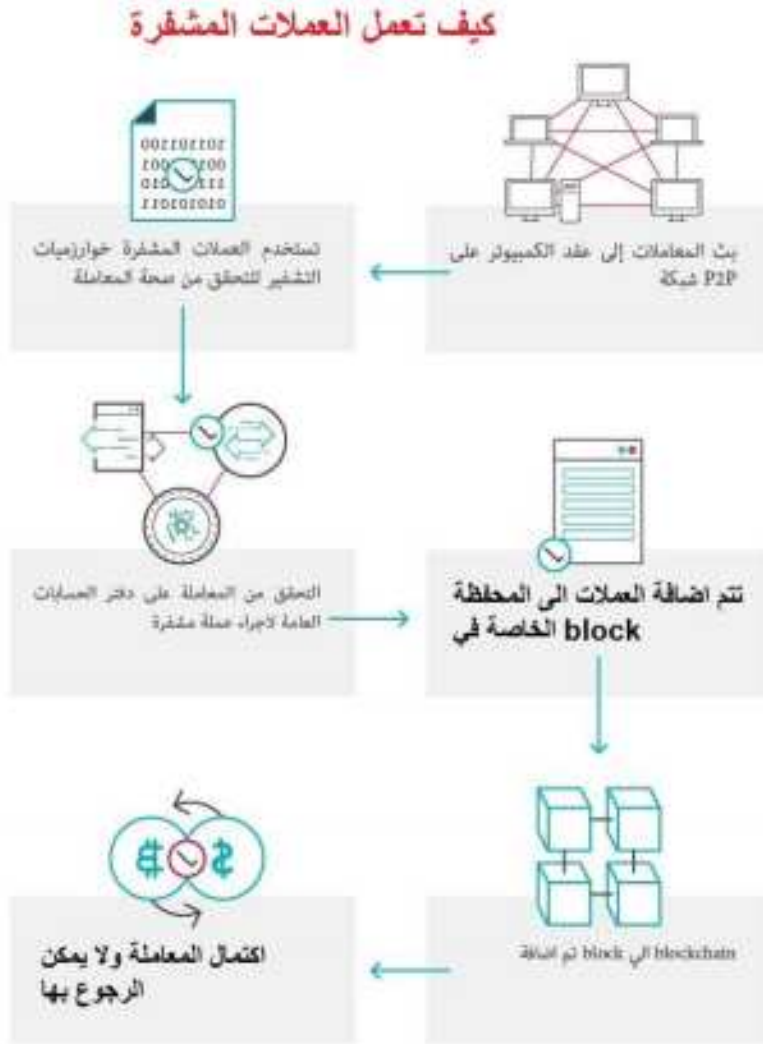 كيف تعمل العملات المشفرة
بث المعاملات إلى عقد الكمبيوتر على
P2P شبكة
تستخدم العملات المشفرة خوارزميات
التشفير للتحقق من صحة المعاملة
التحقق من المعاملة على دفتر الحسابات
العامة لاجراء عملة مشفرة
تتم اضافة العملات الى المحفظة
block الخاصة في
blockchain الي block تم اضافة
اكتمال المعاملة ولا يمكن
الرجوع بها